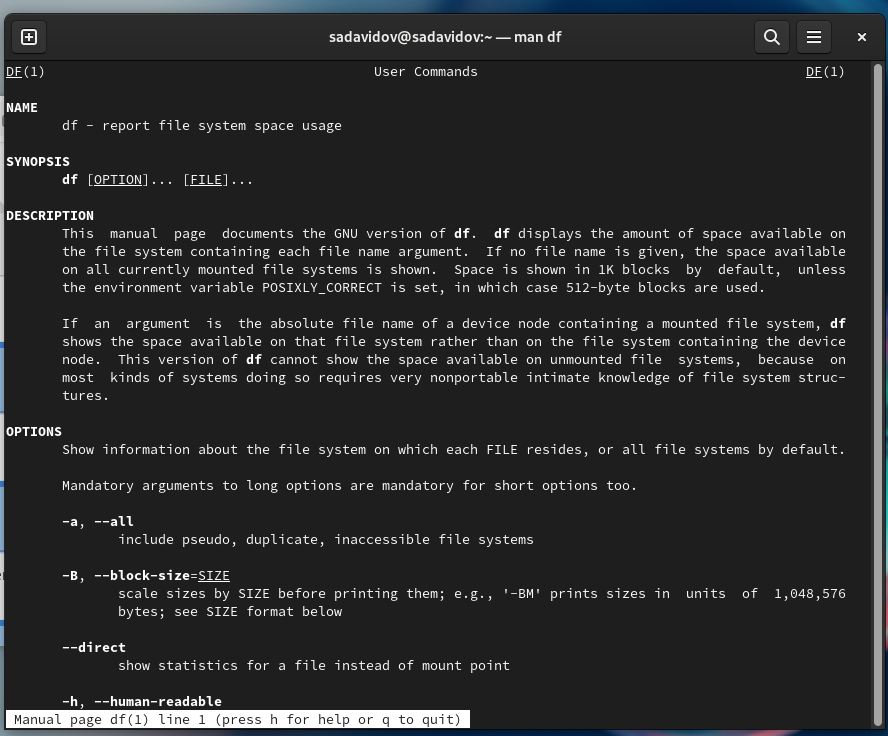 sadavidov@sadavidov:~ — man df
DF(1) User Commands DF(1)
NAME
df - report file system space usage
SYNOPSIS
df [OPTION]... [FILE]...
DESCRIPTION
This manual page documents the GNU version of df. df displays the amount of space available on
the file system containing each file name argument. If no file name is given, the space available
on all currently mounted file systems is shown. Space is shown in 1K blocks by default, unless
the environment variable POSIXLY_CORRECT is set, in which case 512-byte blocks are used.
If an argument is the absolute file name of a device node containing a mounted file system, df
shows the space available on that file system rather than on the file system containing the device
node. This version of df cannot show the space available on unmounted file systems, because on
most kinds of systems doing so requires very nonportable intimate knowledge of file system struc-
tures.
OPTIONS
Show information about the file system on which each FILE resides, or all file systems by default.
Mandatory arguments to long options are mandatory for short options too.
-a, --all
include pseudo, duplicate, inaccessible file systems
-B, --block-size=SIZE
scale sizes by SIZE before printing them; e.g., '-BM' prints sizes in units of 1,048,576
bytes; see SIZE format below
--direct
show statistics for a file instead of mount point
-h, --human-readable
Manual page df(1) line 1 (press h for help or q to quit)